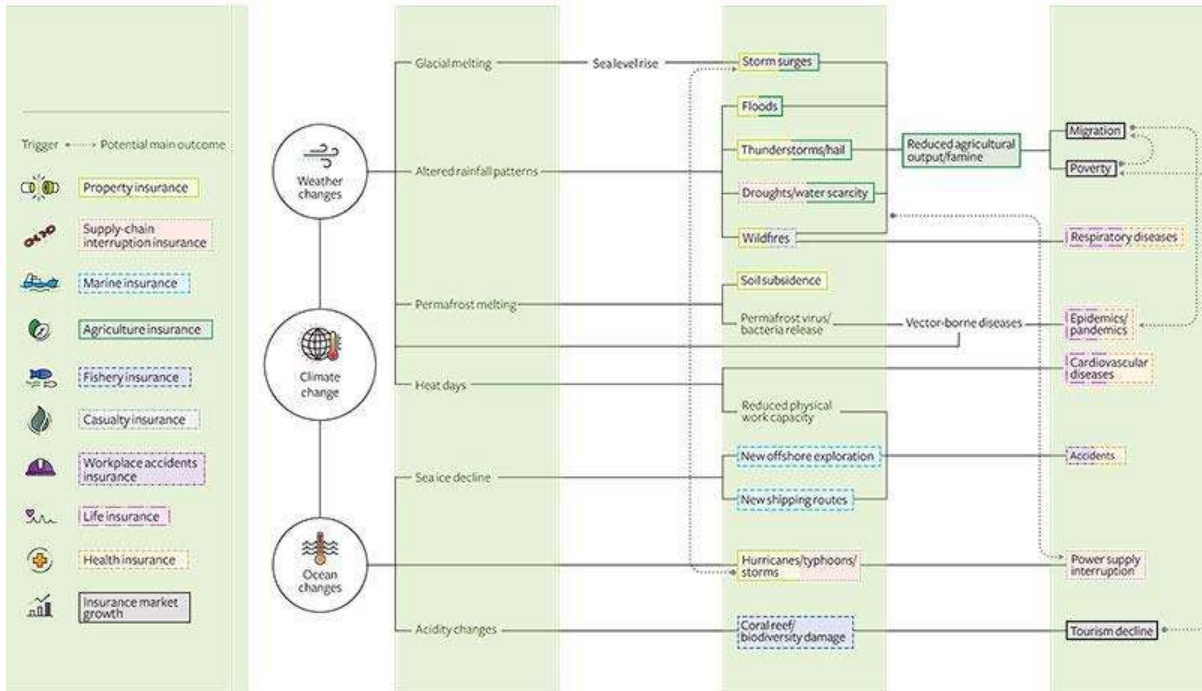 Trigger
Potential main outcome
Property insurance
Supply-chain
interruption insurance
Marine insurance
Agriculture insurance
Fishery insurance
Casualty insurance
Workplace accidents
insurance
Life insurance
Health insurance
Insurance market
growth
Weather
changes
Climate
change
Ocean
changes
Glacial melting
Altered rainfall patterns
Permafrost melting
Heat days
Sea ice decline
Acidity changes
Sea level rise
Storm surges
Floods
Thunderstorms/hail
Droughts/water scarcity
Wildfires
Soil subsidence
Permafrost virus/
bacteria release
Reduced physical
work capacity
New offshore exploration
New shipping routes
Hurricanes/typhoons/
storms
Coral reef/
biodiversity damage
Reduced agricultural
output/famine
Vector-borne diseases
Migration
Poverty
Respiratory diseases
Epidemics/
pandemics
Cardiovascular
diseases
Accidents
Power supply
interruption
Tourism decline